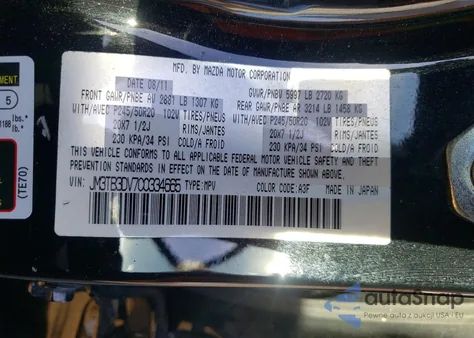 MFD. BY MAZDA MOTOR CORPORATION
DATE 08/11 GVWR/PNBV 5997 LB 2720 KG
FRONT GAWR/PNBE AV 2881 LB 1307 KG REAR GAWR/PNBE AR 3214 LB 1458 KG
WITH/AVEC P245/50R20 102V TIRES/PNEUS WITH/AVEC P245/50R20 102V TIRES/PNEUS
20X7 1/2J RIMS/JANTES 20X7 1/2J RIMS/JANTES
230 KPA/34 PSI COLD/A FROID 230 KPA/34 PSI COLD/A FROID
THIS VEHICLE CONFORMS TO ALL APPLICABLE FEDERAL MOTOR VEHICLE SAFETY AND THEFT
PREVENTION STANDARDS IN EFFECT ON THE DATE OF MANUFACTURE SHOWN ABOVE.
VIN: JM3TB3DV7C0334665 TYPE: MPV COLOR CODE: A3F MADE IN JAPAN
5
(TE70)
autoSnap
Pewne auto z aukcji USA i EU